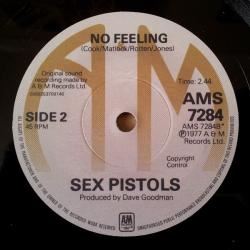 NO FEELING
(Cook/Matlock/Rotten/Jones)
Original sound
recording made by
A & M Records Ltd.
SIDE 2
45 RPM
Time: 2.44
AMS
7284
AMS 7284B*
℗1977 A & M
Records Ltd.
Copyright
Control
SEX PISTOLS
Produced by Dave Goodman
A&M